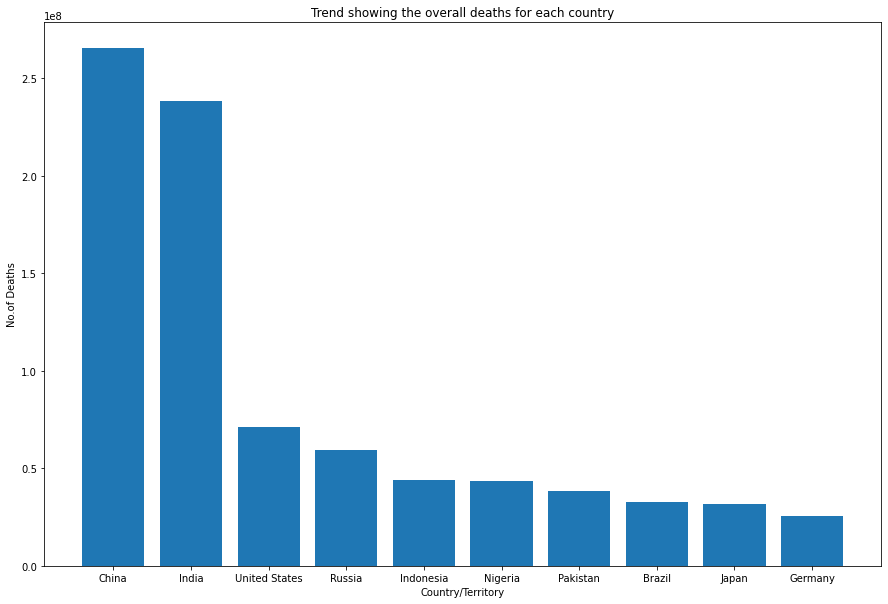 Trend showing the overall deaths for each country
1e8
2.5
2.0
1.5
1.0
0.5
0.0
No.of Deaths
China India United States Russia Indonesia Nigeria Pakistan Brazil Japan Germany
Country/Territory